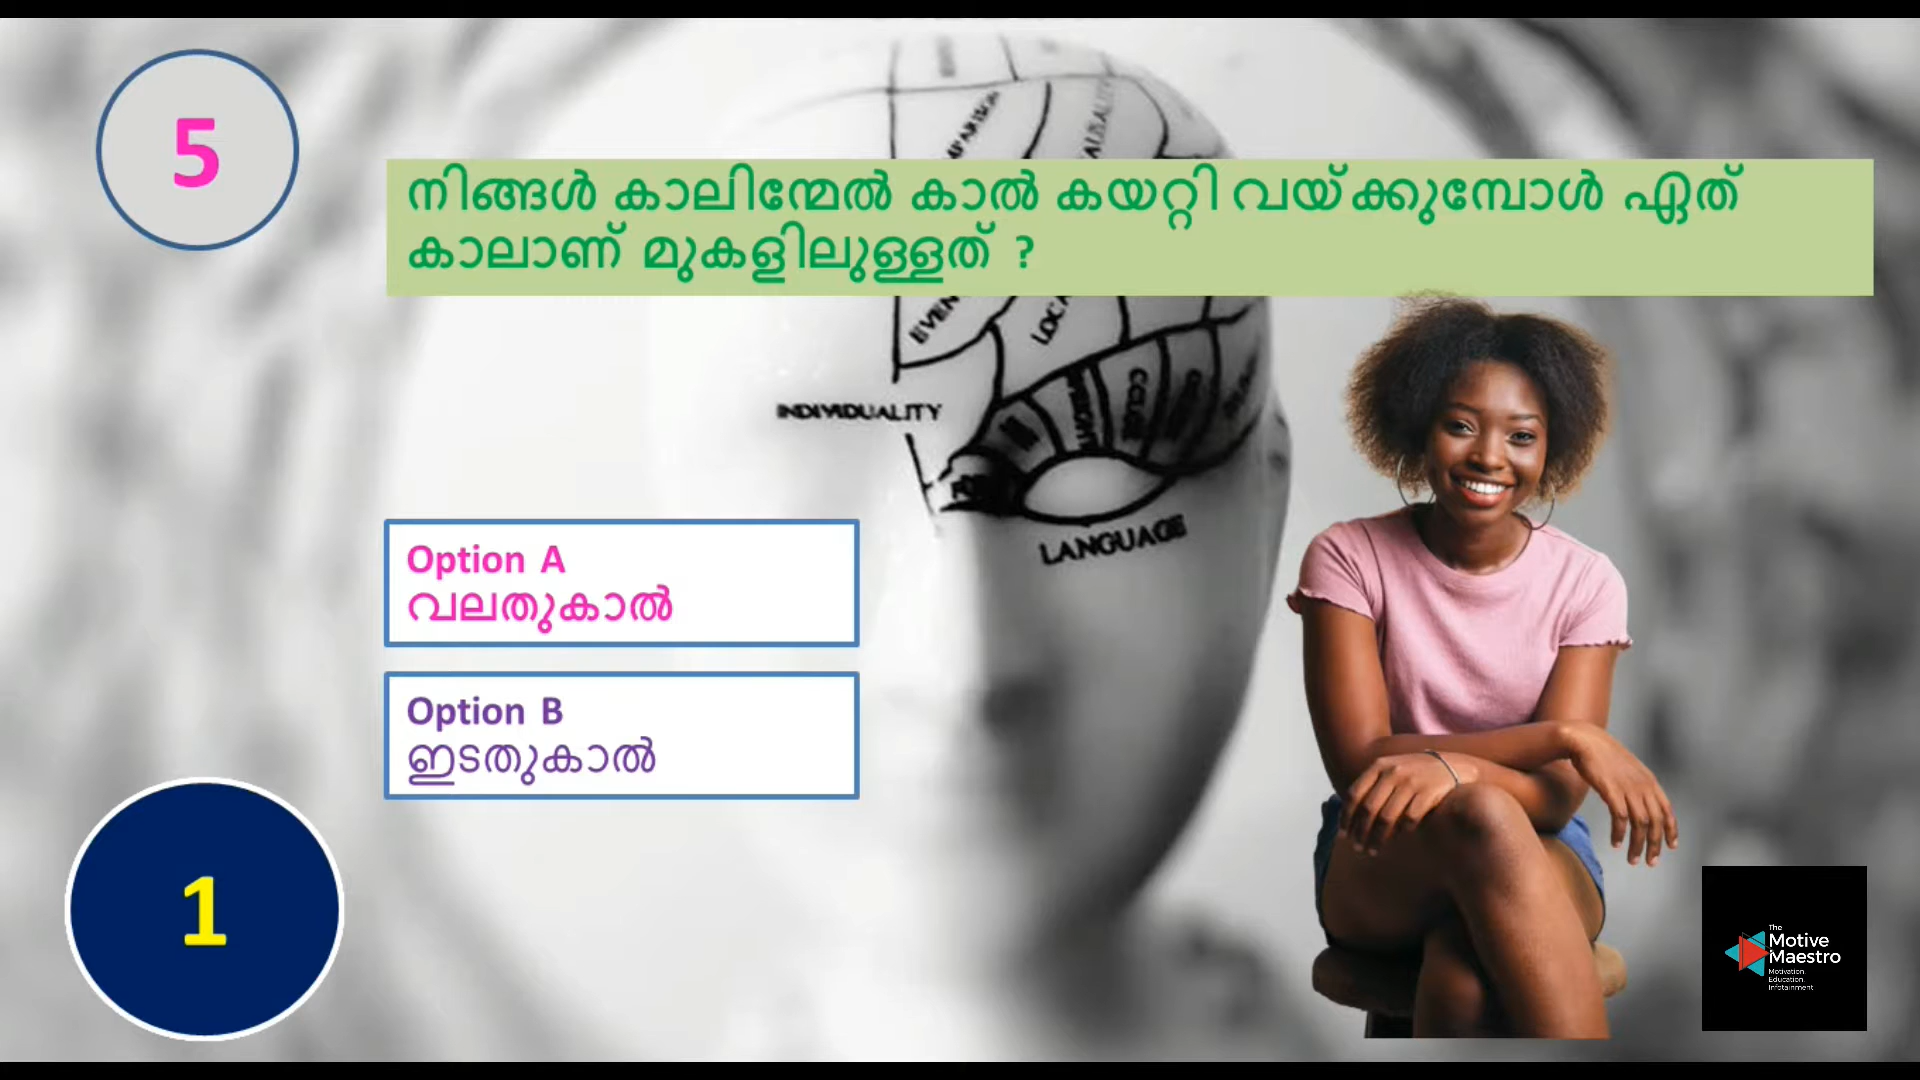 5
നിങ്ങൾ കാലിന്മേൽ കാൽ കയറ്റി വയ്ക്കുമ്പോൾ ഏത്
കാലാണ് മുകളിലുള്ളത് ?
INDIVIDUALITY
LANGUAGE
Option A
വലതുകാൽ
Option B
ഇടതുകാൽ
1
The
Motive
Maestro
Motivation.
Education.
Infotainment